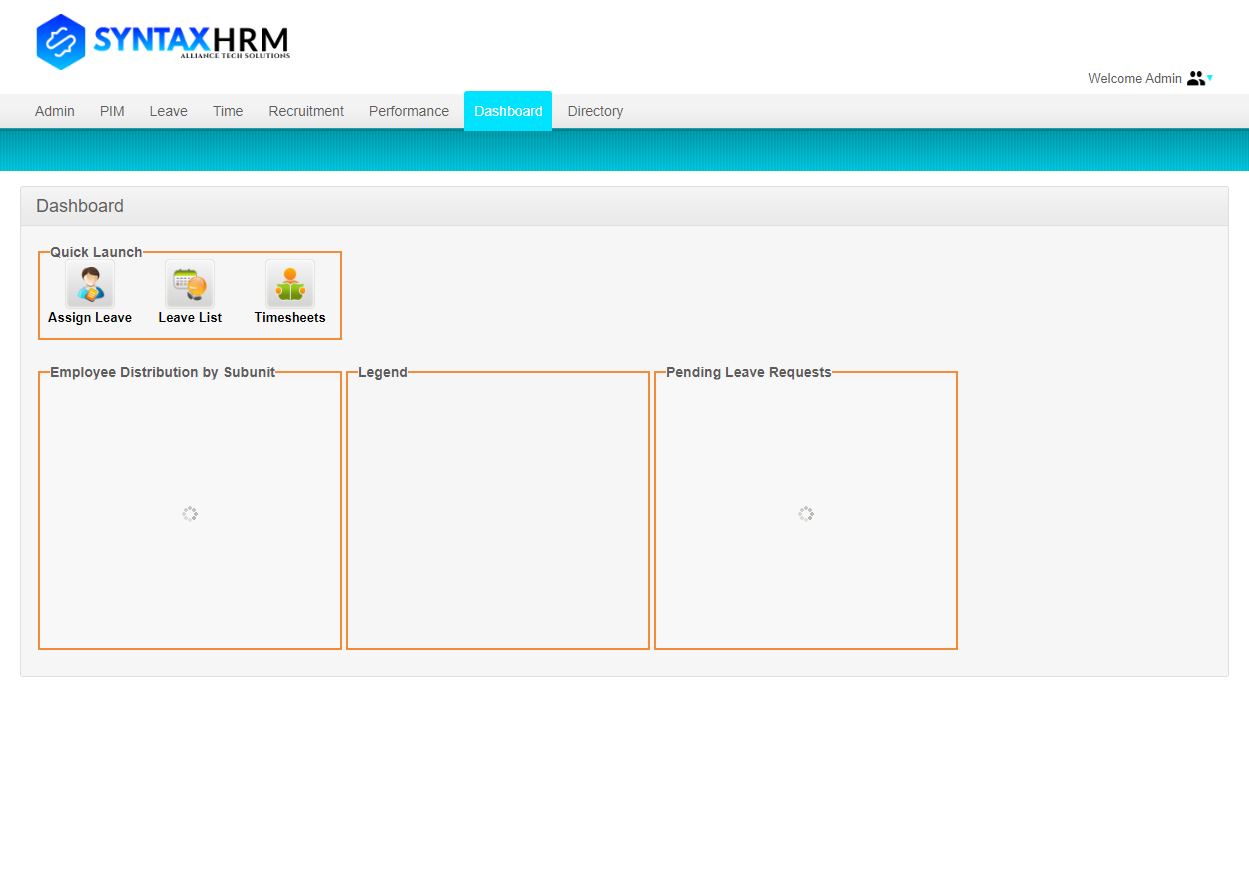 SYNTAXHRM
ALLIANCE TECH SOLUTIONS
Welcome Admin
Admin PIM Leave Time Recruitment Performance Dashboard Directory
Dashboard
Quick Launch
Assign Leave Leave List Timesheets
Employee Distribution by Subunit Legend Pending Leave Requests